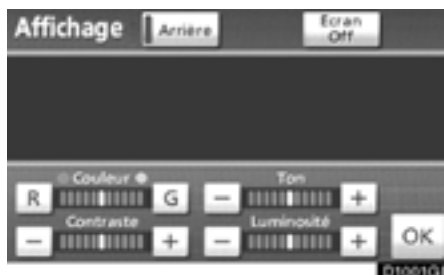 Affichage Arrière Ecran
Off
Couleur Ton
R G - +
Contraste Luminosité
- + - +
OK